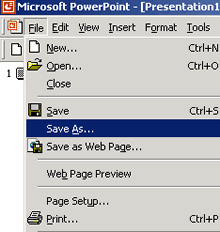 Microsoft PowerPoint - [Presentation1
File Edit View Insert Format Tools
New... Ctrl+N
Open... Ctrl+O
Close
1
Save Ctrl+S
Save As...
Save as Web Page...
Web Page Preview
Page Setup...
Print... Ctrl+P